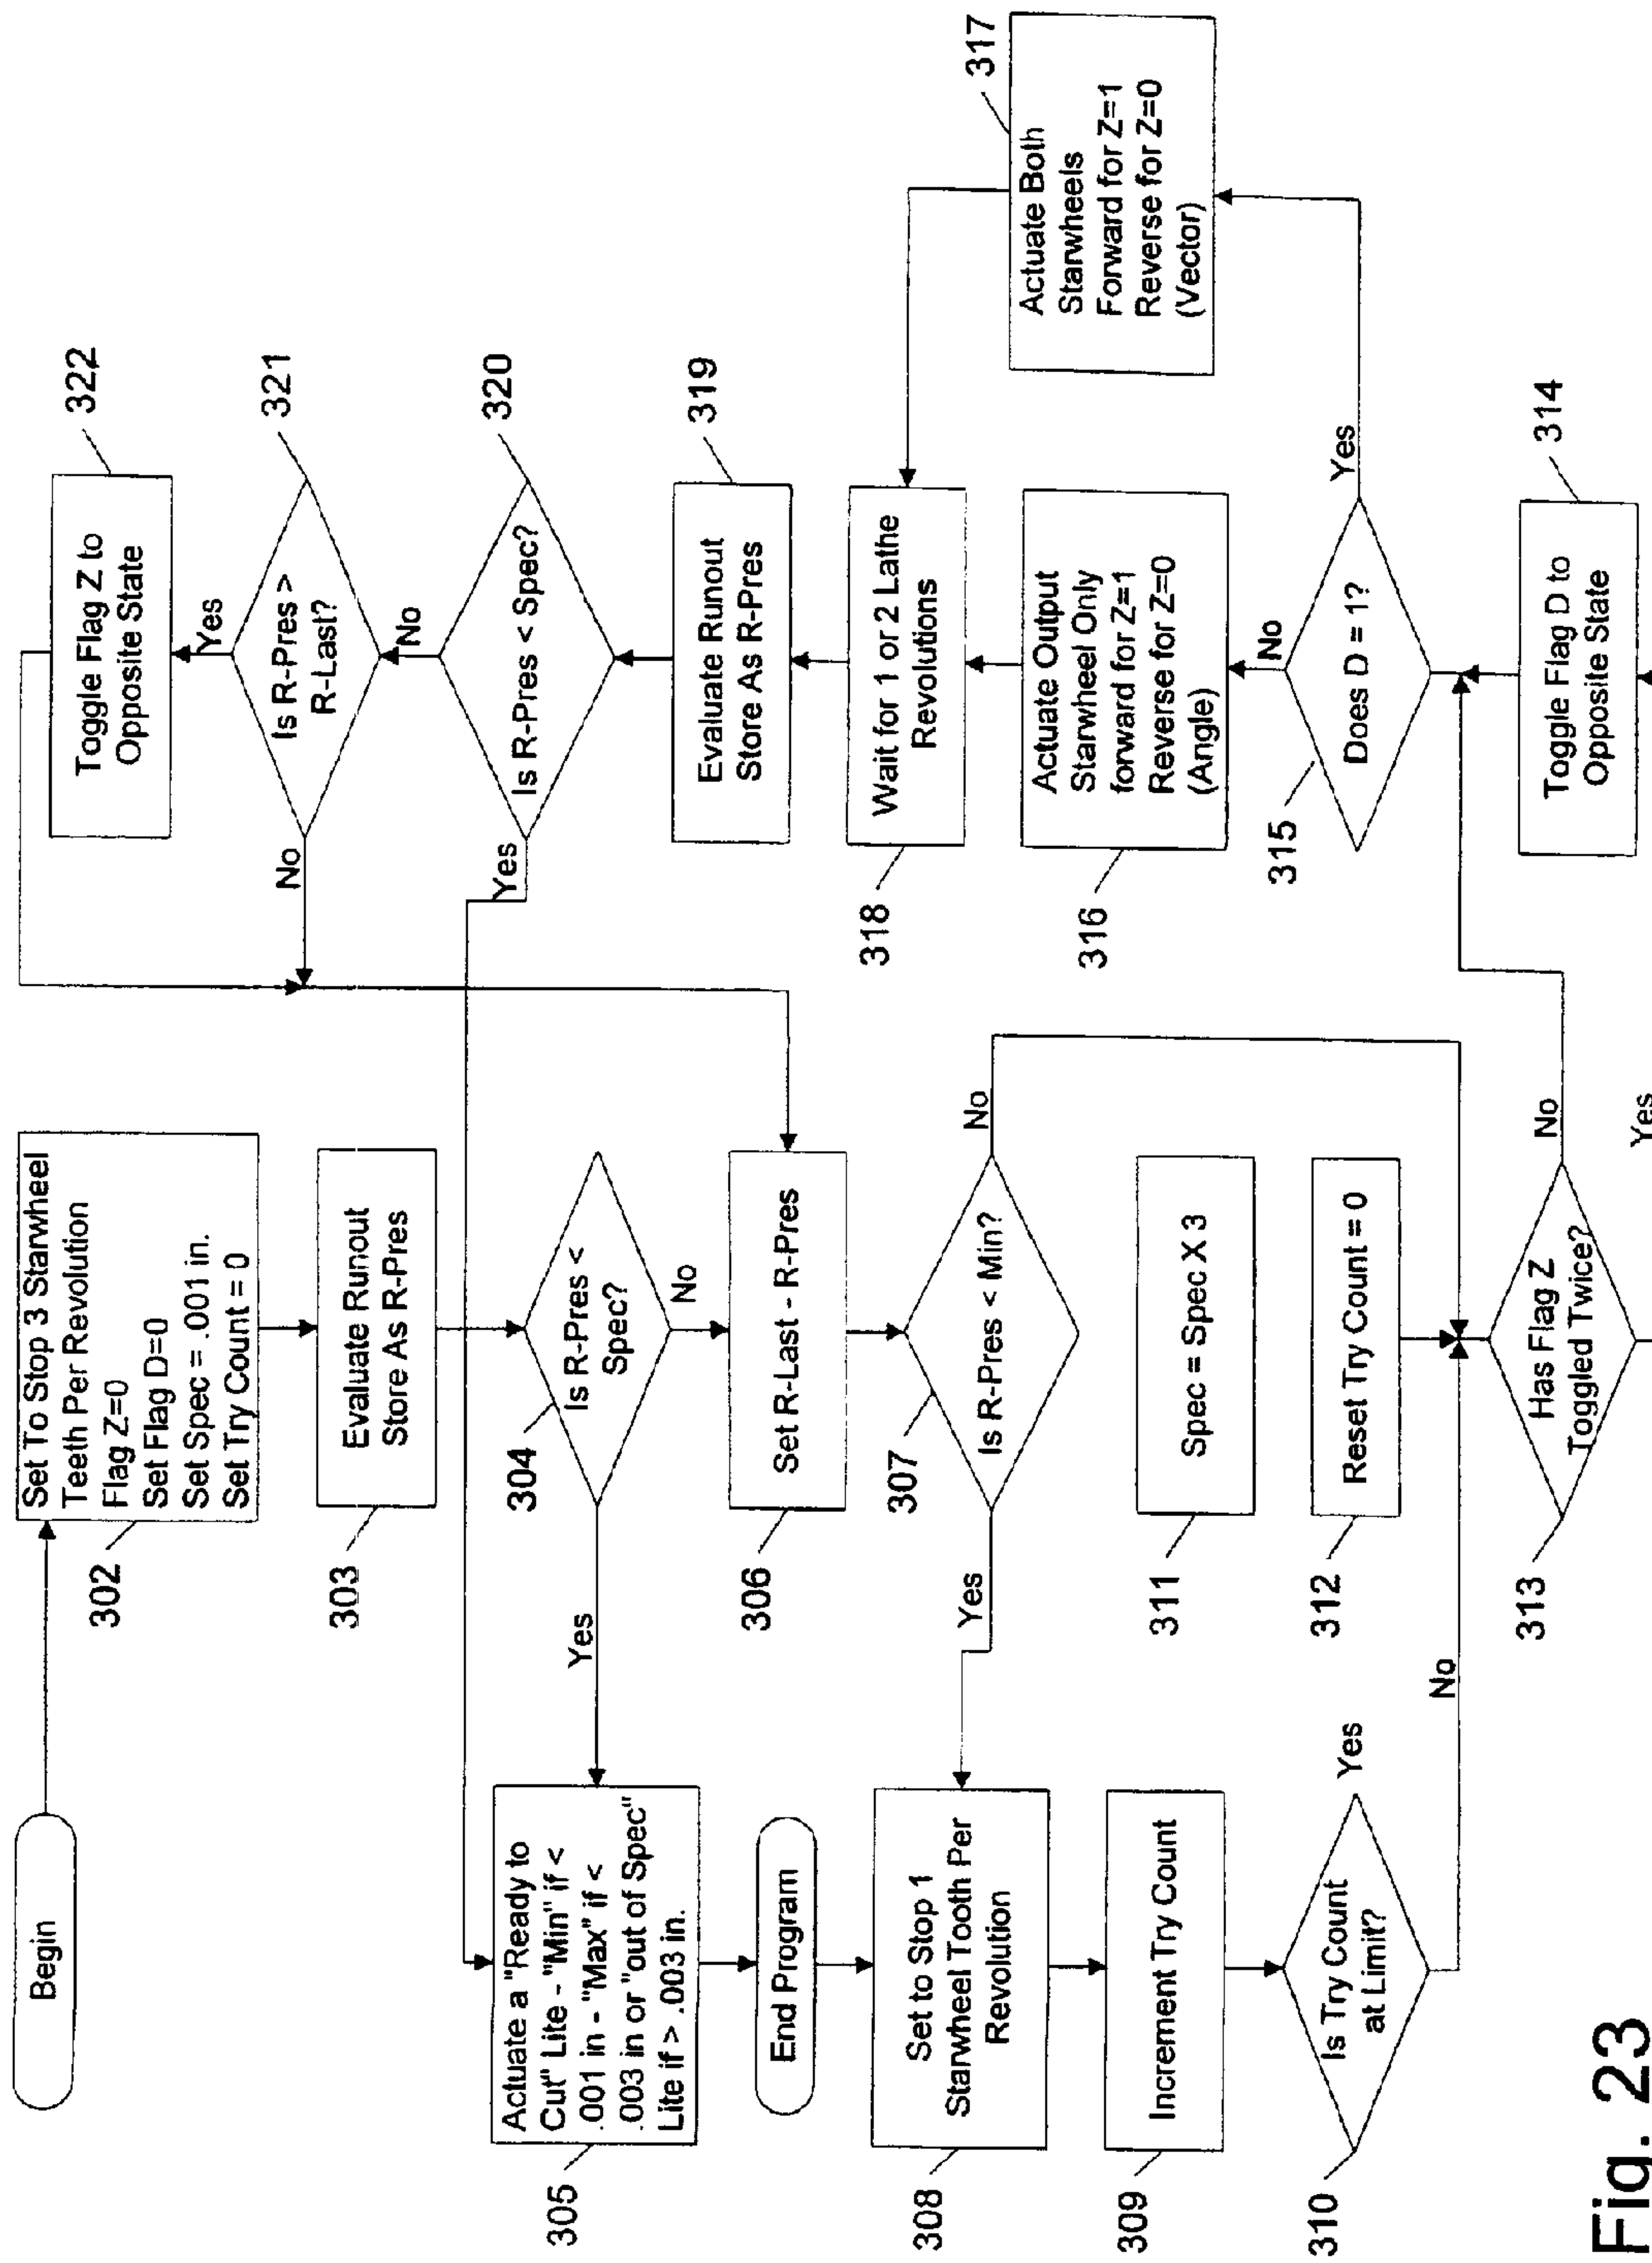 Begin
Set To Stop 3 Starwheel
Teeth Per Revolution
Flag Z=0
Set Flag D=0
Set Spec = .001 in.
Set Try Count = 0
302
Evaluate Runout
Store As R-Pres
303
Is R-Pres <
Spec?
304
Yes
No
Actuate a "Ready to
Cut" Lite - "Min" if <
.001 in - "Max" if <
.003 in or "out of Spec"
Lite if > .003 in.
305
End Program
Set R-Last - R-Pres
306
Is R-Pres < Min?
307
Yes
No
Set to Stop 1
Starwheel Tooth Per
Revolution
308
Increment Try Count
309
Is Try Count
at Limit?
310
Yes
No
Spec = Spec X 3
311
Reset Try Count = 0
312
Has Flag Z
Toggled Twice?
313
No
Yes
Toggle Flag D to
Opposite State
314
Does D = 1?
315
No
Yes
Actuate Output
Starwheel Only
forward for Z=1
Reverse for Z=0
(Angle)
316
Actuate Both
Starwheels
Forward for Z=1
Reverse for Z=0
(Vector)
317
Wait for 1 or 2 Lathe
Revolutions
318
Evaluate Runout
Store As R-Pres
319
Is R-Pres < Spec?
320
Yes
No
Is R-Pres >
R-Last?
321
No
Yes
Toggle Flag Z to
Opposite State
322
Fig. 23